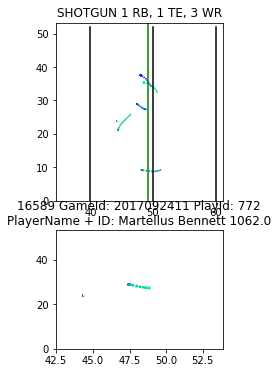 SHOTGUN 1 RB, 1 TE, 3 WR
50
40
30
20
10
0
40 50 60
16589 GameId: 2017092411 PlayId: 772
PlayerName + ID: Martellus Bennett 1062.0
40
20
0
42.5 45.0 47.5 50.0 52.5